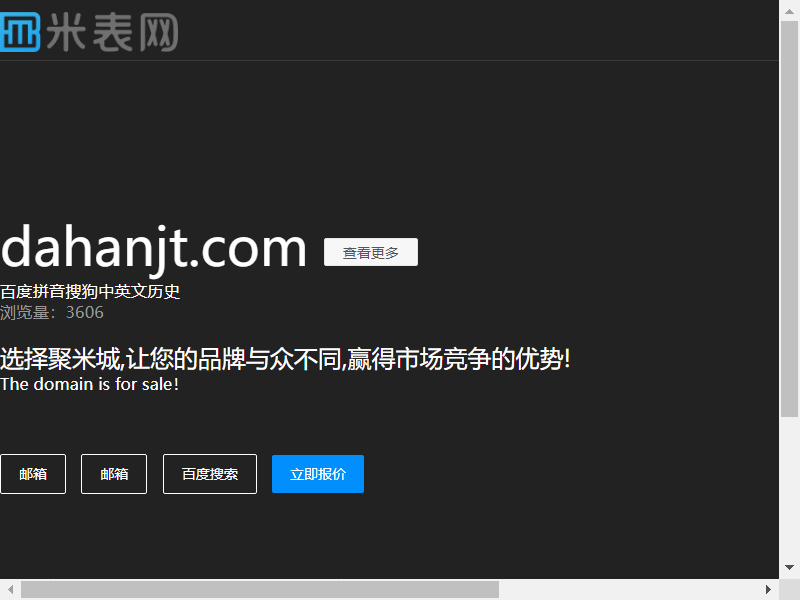 米表网
dahanjt.com 查看更多
百度拼音搜狗中英文历史
浏览量：3606
选择聚米城,让您的品牌与众不同,赢得市场竞争的优势!
The domain is for sale！
邮箱 邮箱 百度搜索 立即报价